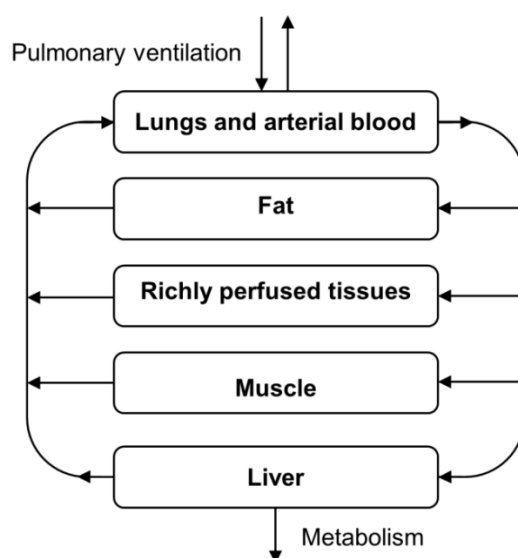 Pulmonary ventilation
Lungs and arterial blood
Fat
Richly perfused tissues
Muscle
Liver
Metabolism